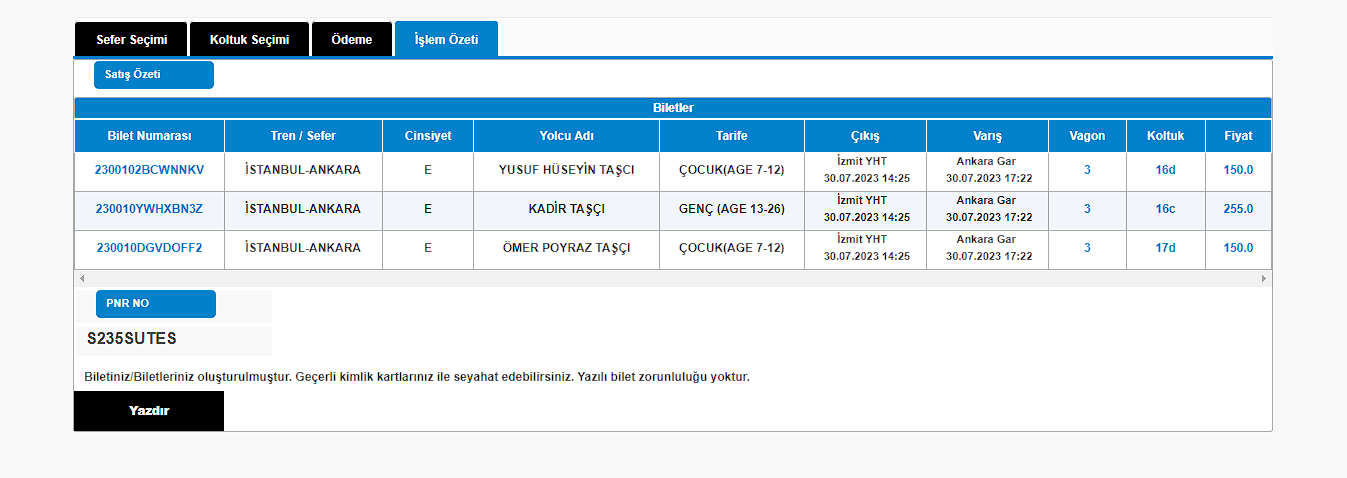 Sefer Seçimi Koltuk Seçimi Ödeme İşlem Özeti
Satış Özeti
Biletler
Bilet Numarası Tren / Sefer Cinsiyet Yolcu Adı Tarife Çıkış Varış Vagon Koltuk Fiyat
2300102BCWNNKV İSTANBUL-ANKARA E YUSUF HÜSEYİN TAŞCI ÇOCUK(AGE 7-12) İzmit YHT 30.07.2023 14:25 Ankara Gar 30.07.2023 17:22 3 16d 150.0
230010YWHXBN3Z İSTANBUL-ANKARA E KADİR TAŞÇI GENÇ (AGE 13-26) İzmit YHT 30.07.2023 14:25 Ankara Gar 30.07.2023 17:22 3 16c 255.0
230010DGVDOFF2 İSTANBUL-ANKARA E ÖMER POYRAZ TAŞÇI ÇOCUK(AGE 7-12) İzmit YHT 30.07.2023 14:25 Ankara Gar 30.07.2023 17:22 3 17d 150.0
PNR NO
S235SUTES
Biletiniz/Biletleriniz oluşturulmuştur. Geçerli kimlik kartlarınız ile seyahat edebilirsiniz. Yazılı bilet zorunluluğu yoktur.
Yazdır